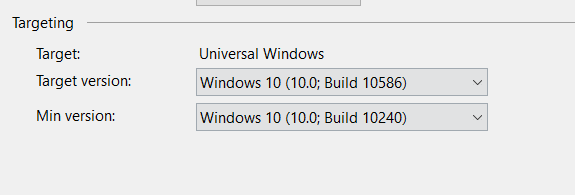 Targeting
Target: Universal Windows
Target version: Windows 10 (10.0; Build 10586)
Min version: Windows 10 (10.0; Build 10240)